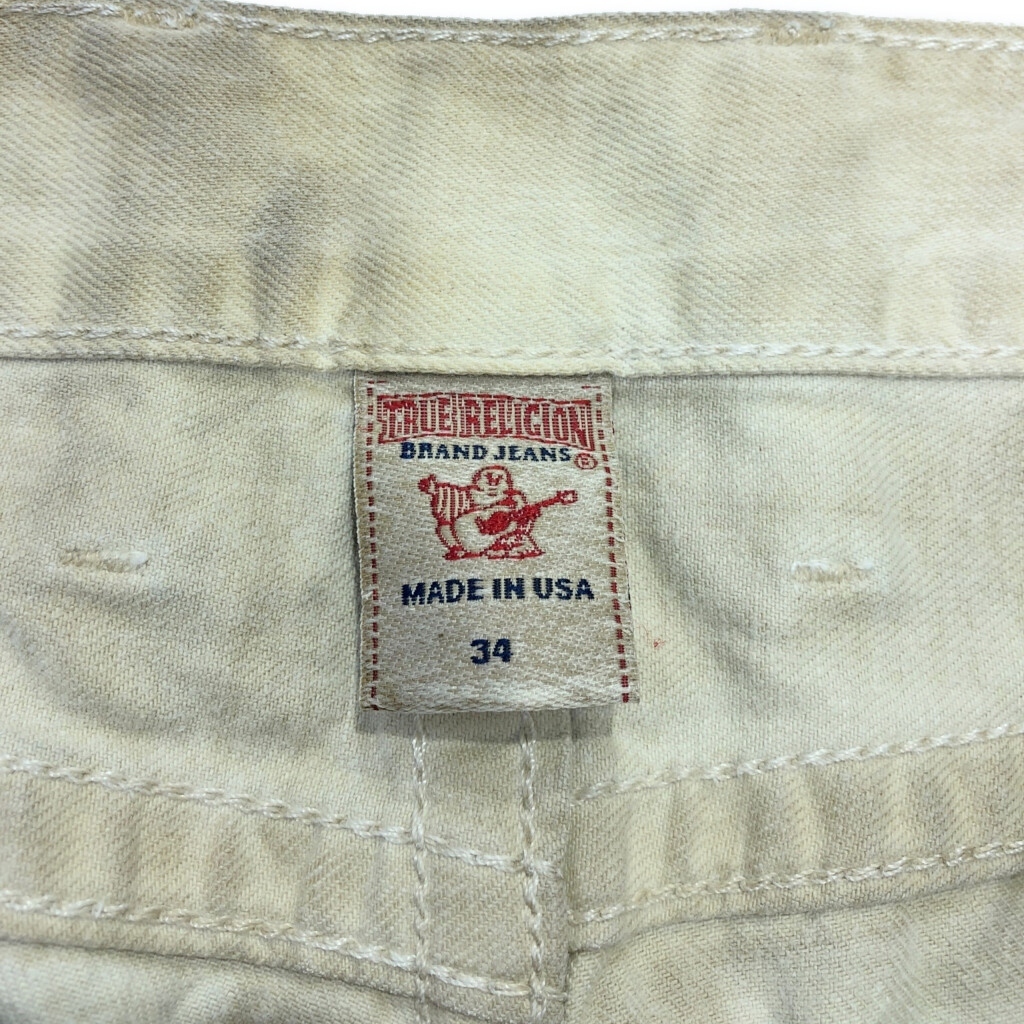 TRUE RELIGION
BRAND JEANS®
MADE IN USA
34